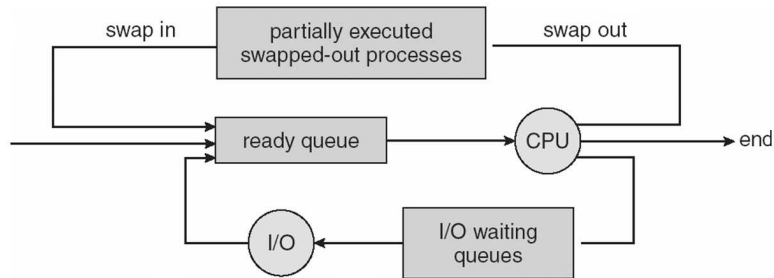 swap in
partially executed
swapped-out processes
swap out
ready queue
CPU
end
I/O
I/O waiting
queues